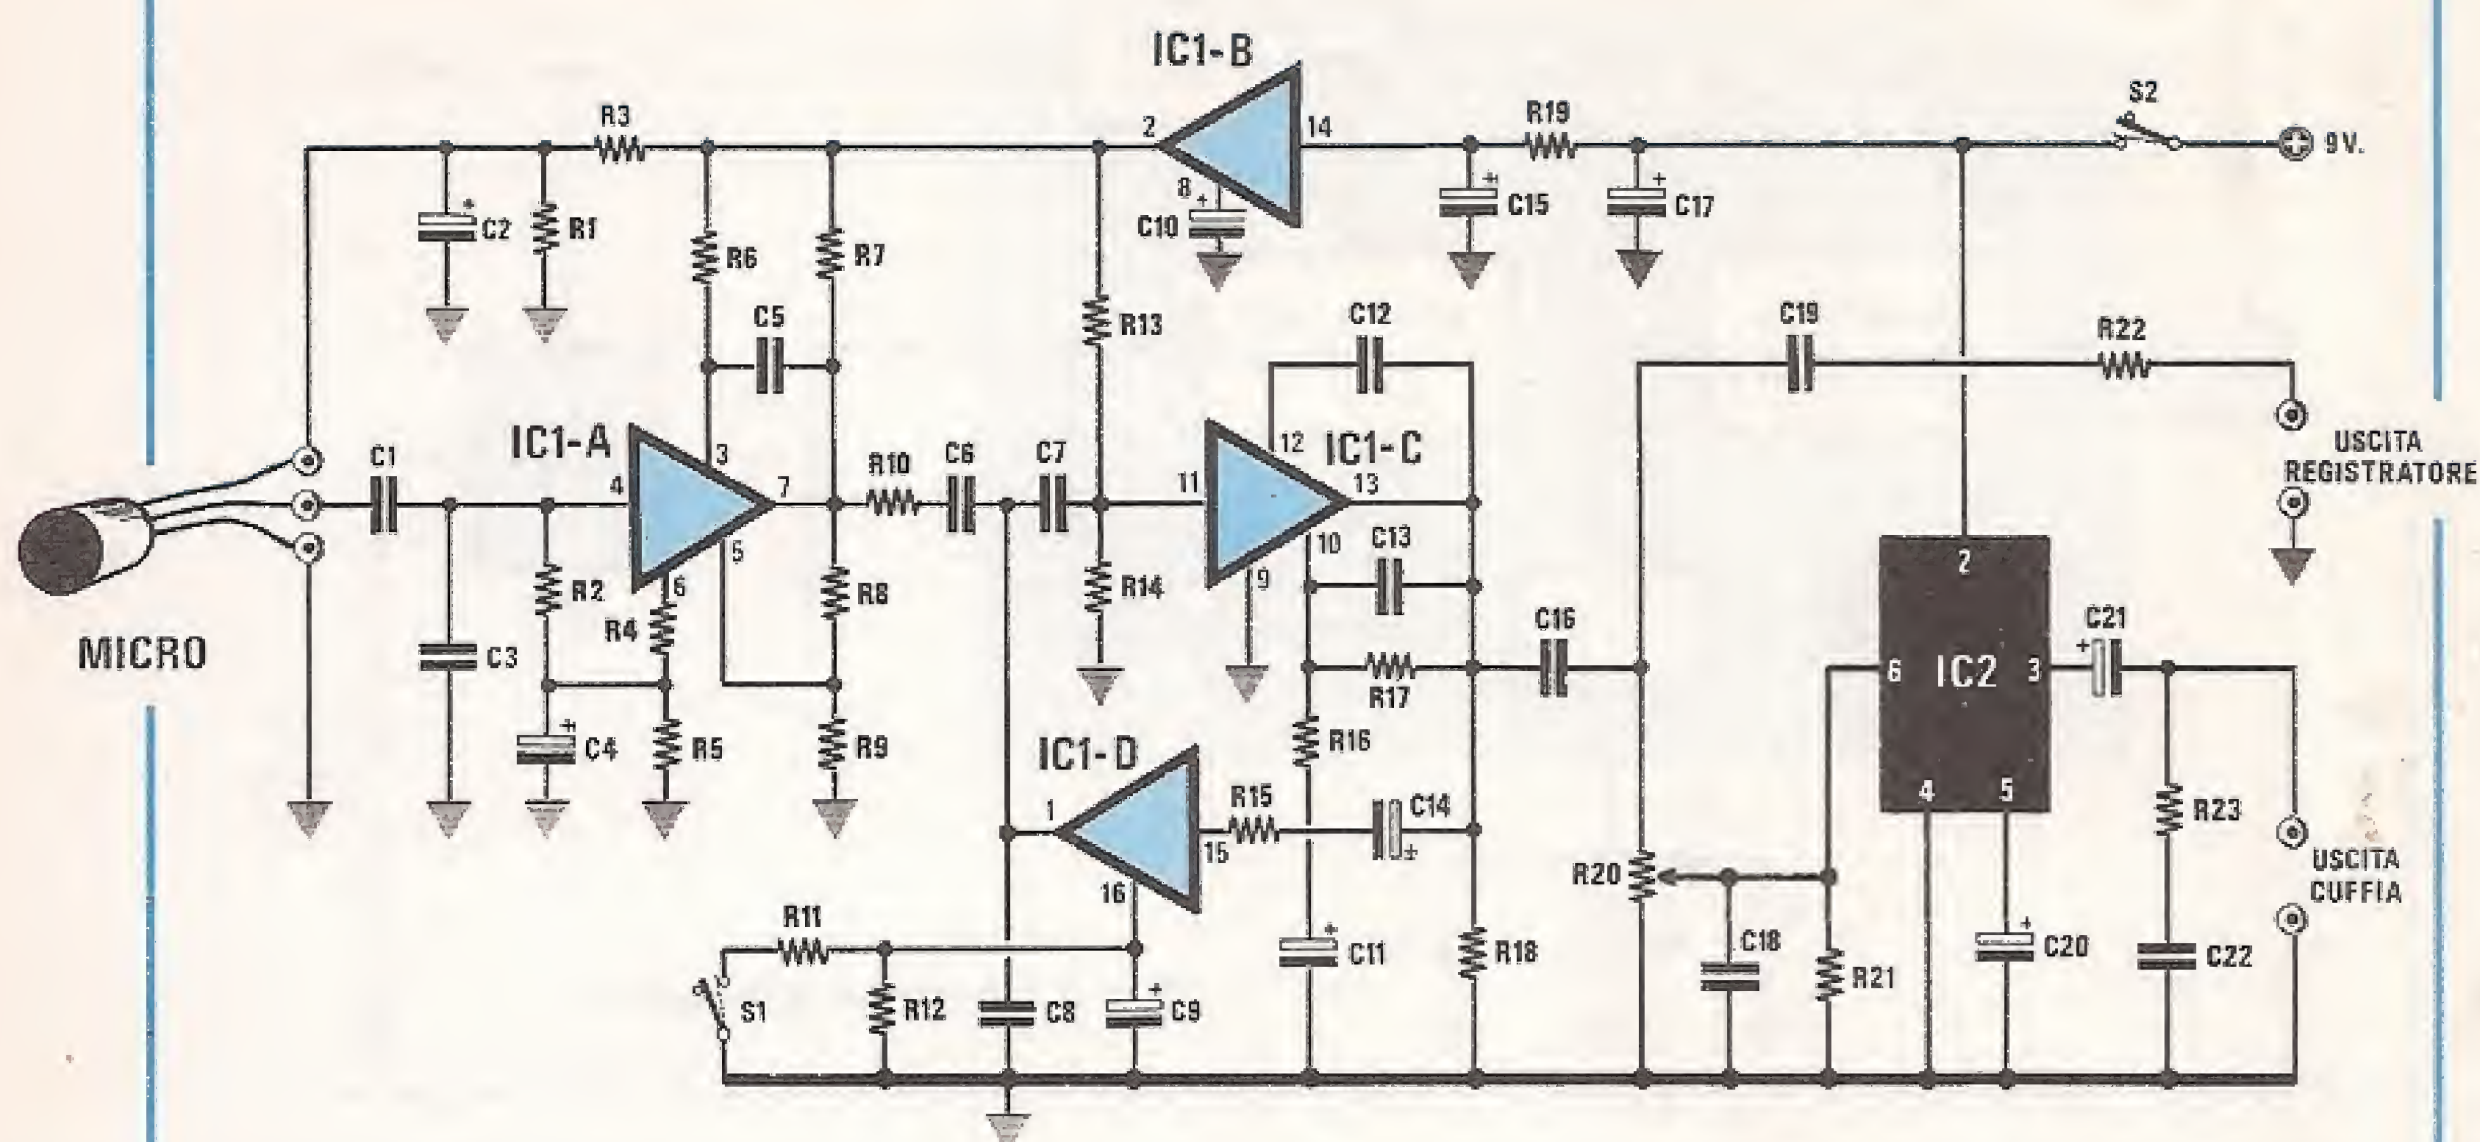 IC1-B
S2
R3
2
14
R19
9V.
8
C10
C15
C17
C2
R1
R6
R7
C5
R13
C12
C19
R22
IC1-A
3
12
IC1-C
USCITA
REGISTRATORE
C1
4
7
R10
C6
C7
11
13
5
10
C13
2
R2
6
R8
R14
9
C16
C21
R4
MICRO
C3
6
IC2
3
R17
C4
R5
R9
IC1-D
R16
4
5
1
R15
C14
R23
15
R20
USCITA
CUFFIA
16
R11
C11
R18
C18
R21
C20
C22
S1
R12
C8
C9